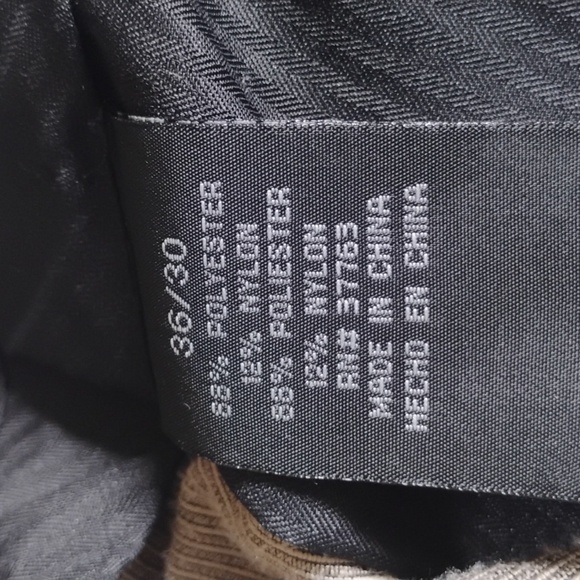 36/30
88% POLYESTER
12% NYLON
88% POLIESTER
12% NYLON
RN# 37763
MADE IN CHINA
HECHO EN CHINA